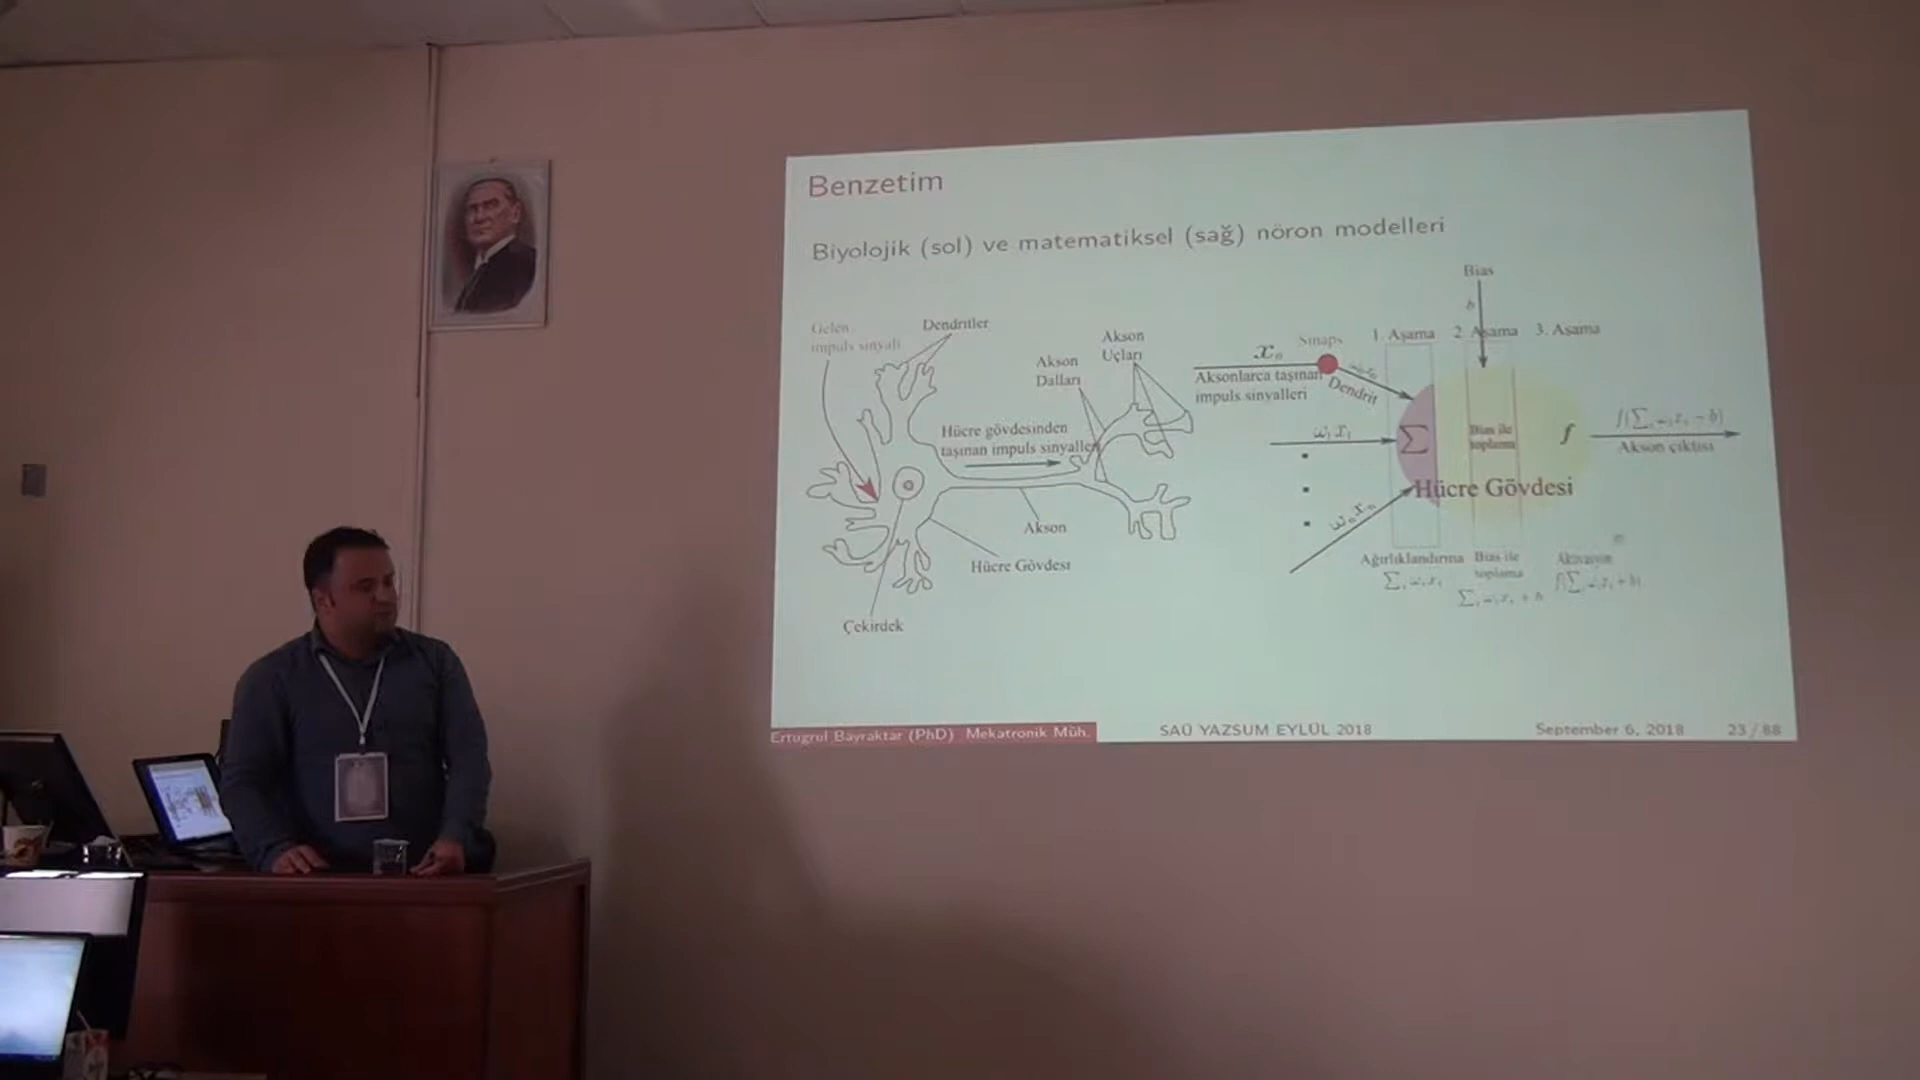 Benzetim
Biyolojik (sol) ve matematiksel (sağ) nöron modelleri
Gelen
impuls sinyali
Dendritler
Akson
Dalları
Akson
Uçları
Hücre gövdesinden
taşınan impuls sinyalleri
Akson
Hücre Gövdesi
Çekirdek
Bias
b
1. Aşama
2. Aşama
3. Aşama
Sinaps
x₀
Aksonlarca taşınan
impuls sinyalleri
Dendrit
ω₁x₁
∑
Bias ile
toplama
f
Akson çıktısı
Hücre Gövdesi
Ağırlıklandırma
Bias ile
toplama
Aktivasyon
Ertugrul Bayraktar (PhD) Mekatronik Müh.
SAÜ YAZSUM EYLÜL 2018
September 6, 2018
23 / 88